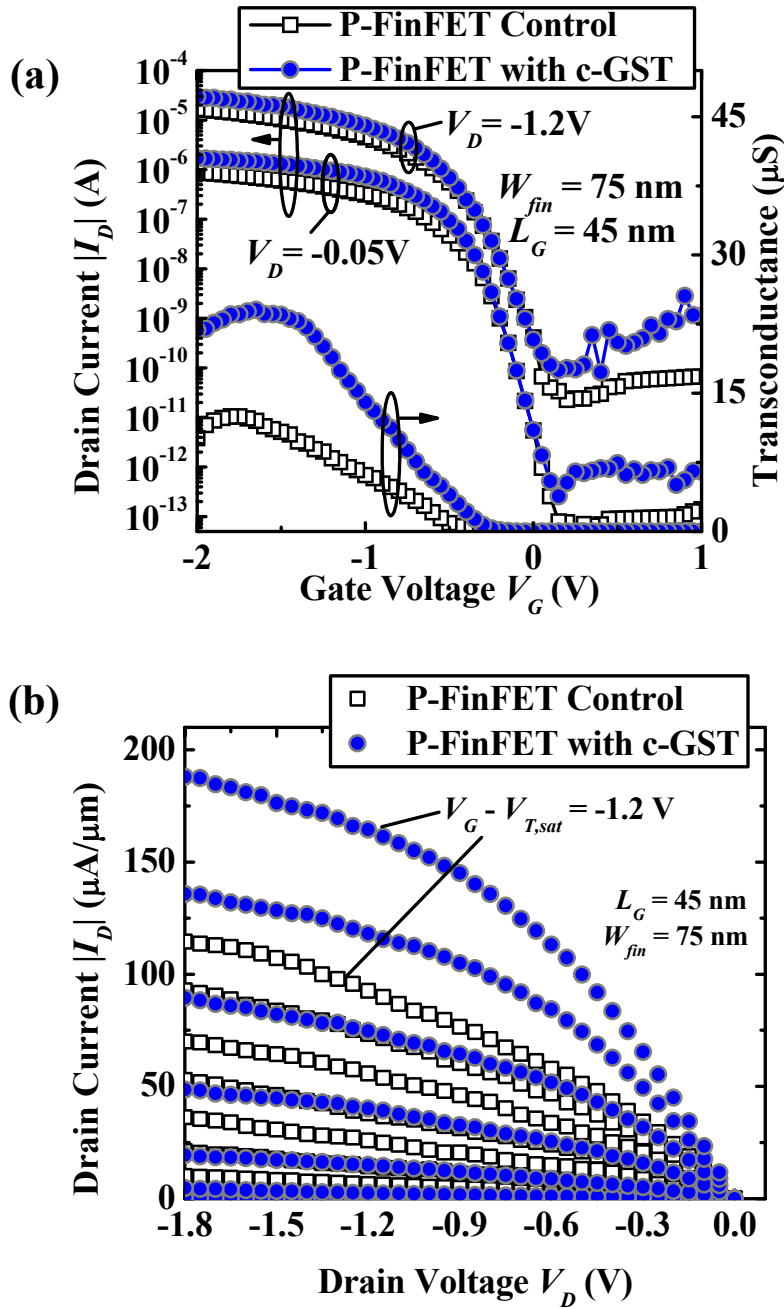 P-FinFET Control
P-FinFET with c-GST
(a)
10⁻⁴
10⁻⁵
10⁻⁶
10⁻⁷
10⁻⁸
10⁻⁹
10⁻¹⁰
10⁻¹¹
10⁻¹²
10⁻¹³
Drain Current |I_D| (A)
V_D = -1.2V
W_fin = 75 nm
L_G = 45 nm
V_D = -0.05V
45
30
15
0
Transconductance (μS)
-2 -1 0 1
Gate Voltage V_G (V)
(b)
P-FinFET Control
P-FinFET with c-GST
200
150
100
50
0
Drain Current |I_D| (μA/μm)
V_G - V_T,sat = -1.2 V
L_G = 45 nm
W_fin = 75 nm
-1.8 -1.5 -1.2 -0.9 -0.6 -0.3 0.0
Drain Voltage V_D (V)